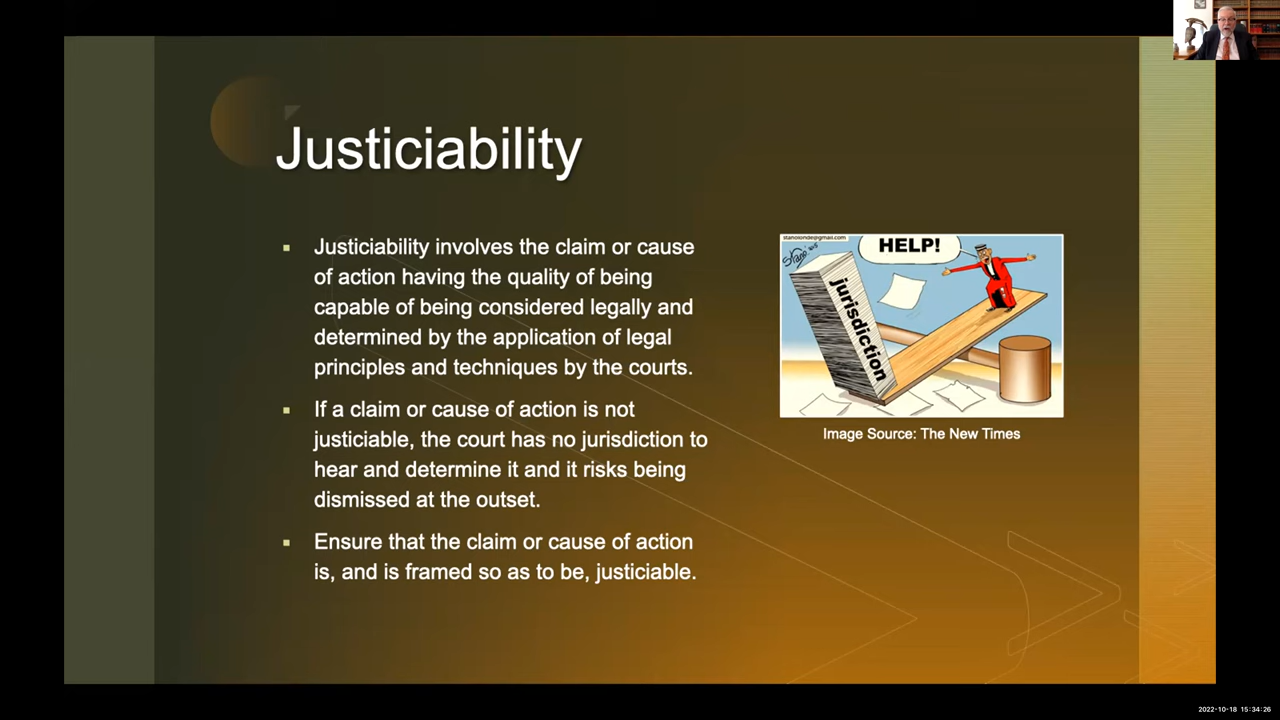 Justiciability
Justiciability involves the claim or cause
of action having the quality of being
capable of being considered legally and
determined by the application of legal
principles and techniques by the courts.
If a claim or cause of action is not
justiciable, the court has no jurisdiction to
hear and determine it and it risks being
dismissed at the outset.
Ensure that the claim or cause of action
is, and is framed so as to be, justiciable.
stanolonde@gmail.com
HELP!
jurisdiction
Image Source: The New Times
2022-10-18 15:34:26